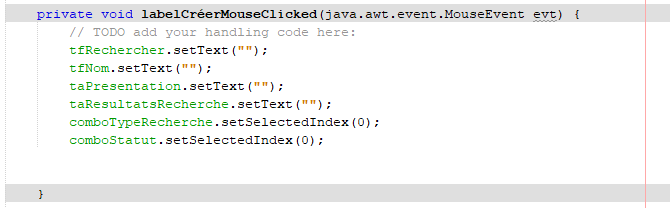 private void labelCréerMouseClicked(java.awt.event.MouseEvent evt) {
// TODO add your handling code here:
tfRechercher.setText("");
tfNom.setText("");
taPresentation.setText("");
taResultatsRecherche.setText("");
comboTypeRecherche.setSelectedIndex(0);
comboStatut.setSelectedIndex(0);
}